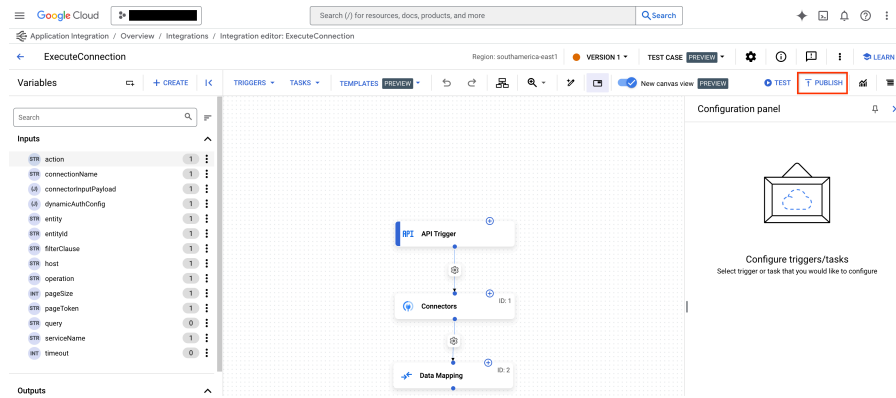 Google Cloud
Search (/) for resources, docs, products, and more
Search
Application Integration / Overview / Integrations / Integration editor: ExecuteConnection
ExecuteConnection
Region: southamerica-east1
VERSION 1
TEST CASE PREVIEW
LEARN
Variables
+ CREATE
TRIGGERS
TASKS
TEMPLATES PREVIEW
New canvas view PREVIEW
TEST
PUBLISH
Search
Inputs
STR action 1
STR connectionName 1
{J} connectorInputPayload 1
{J} dynamicAuthConfig 1
STR entity 1
STR entityId 1
STR filterClause 1
STR host 1
STR operation 1
INT pageSize 1
STR pageToken 1
STR query 0
STR serviceName 1
INT timeout 0
Outputs
API API Trigger
Connectors
ID: 1
Data Mapping
ID: 2
Configuration panel
Configure triggers/tasks
Select trigger or task that you would like to configure